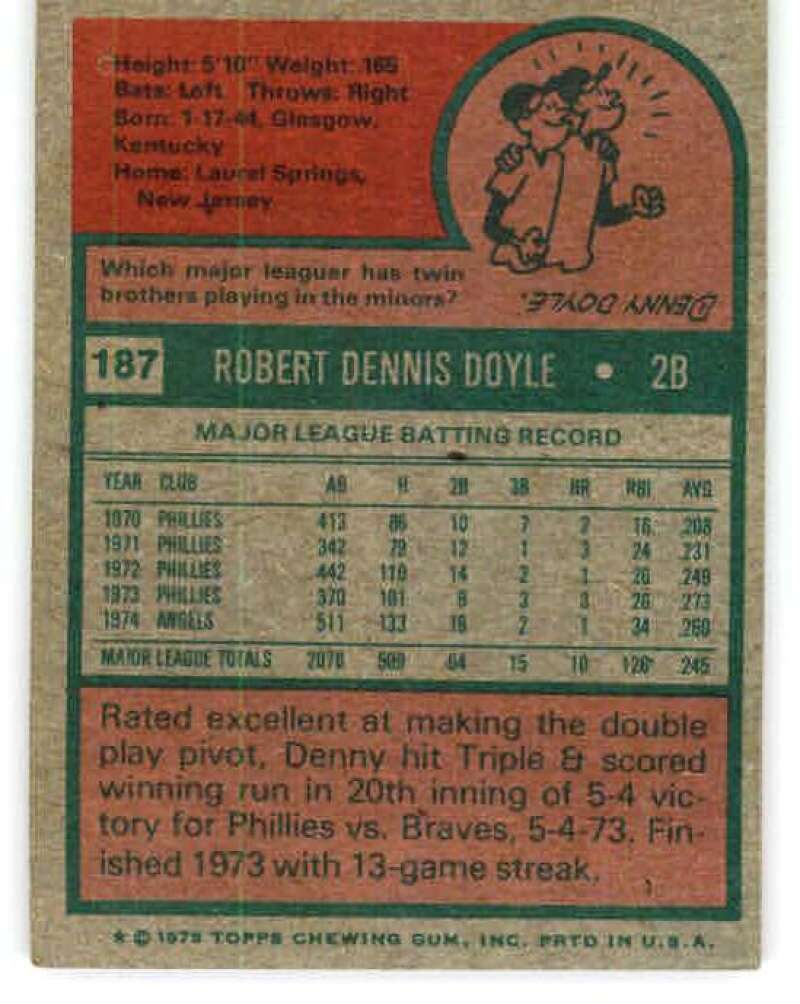 Height: 5'10" Weight: 165
Bats: Left Throws: Right
Born: 1-17-44, Glasgow,
Kentucky
Home: Laurel Springs,
New Jersey
Which major leaguer has twin
brothers playing in the minors?
DENNY DOYLE.
187 ROBERT DENNIS DOYLE • 2B
MAJOR LEAGUE BATTING RECORD
YEAR CLUB AB H 2B 3B HR RBI AVG
1970 PHILLIES 413 86 10 7 2 16 .208
1971 PHILLIES 342 79 12 1 3 24 .231
1972 PHILLIES 442 110 14 2 1 26 .249
1973 PHILLIES 370 101 9 3 3 26 .273
1974 ANGELS 511 133 19 2 1 34 .260
MAJOR LEAGUE TOTALS 2078 509 64 15 10 126 .245
Rated excellent at making the double
play pivot, Denny hit Triple & scored
winning run in 20th inning of 5-4 vic-
tory for Phillies vs. Braves, 5-4-73. Fin-
ished 1973 with 13-game streak.
* © 1975 TOPPS CHEWING GUM, INC. PRTD IN U.S.A.